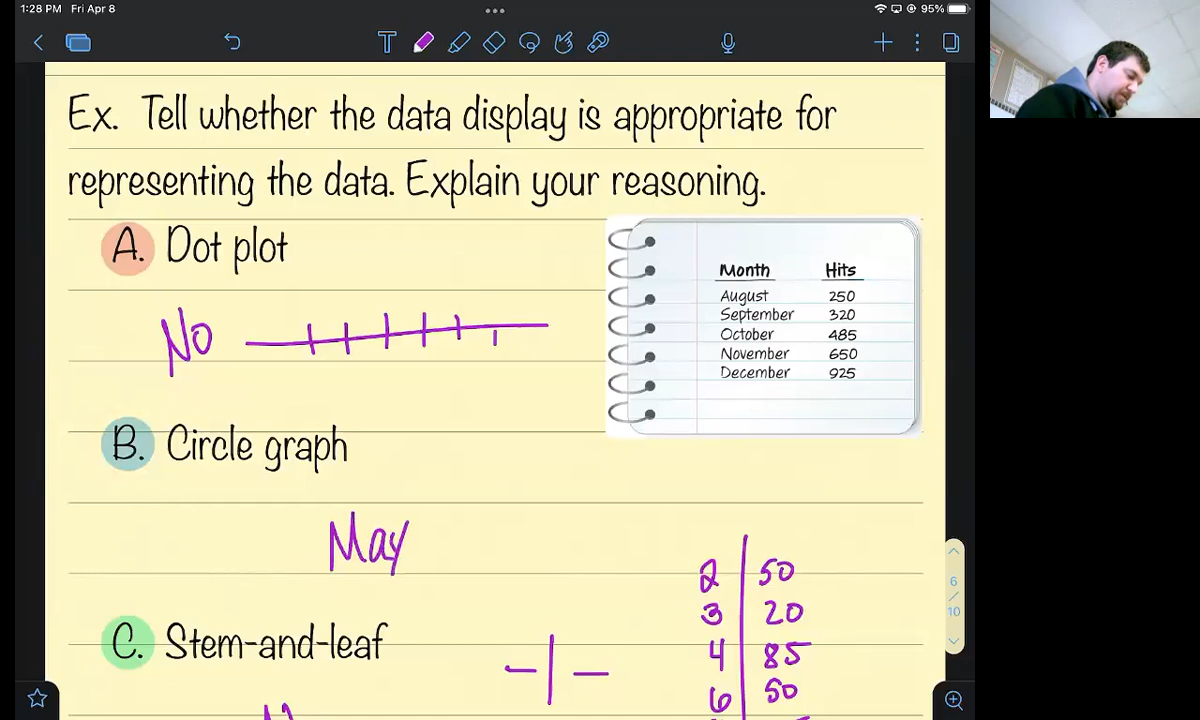 1:28 PM Fri Apr 8
95%
Ex. Tell whether the data display is appropriate for
representing the data. Explain your reasoning.
A. Dot plot
No
Month Hits
August 250
September 320
October 485
November 650
December 925
B. Circle graph
May
2 50
3 20
4 85
6 50
C. Stem-and-leaf
6
10